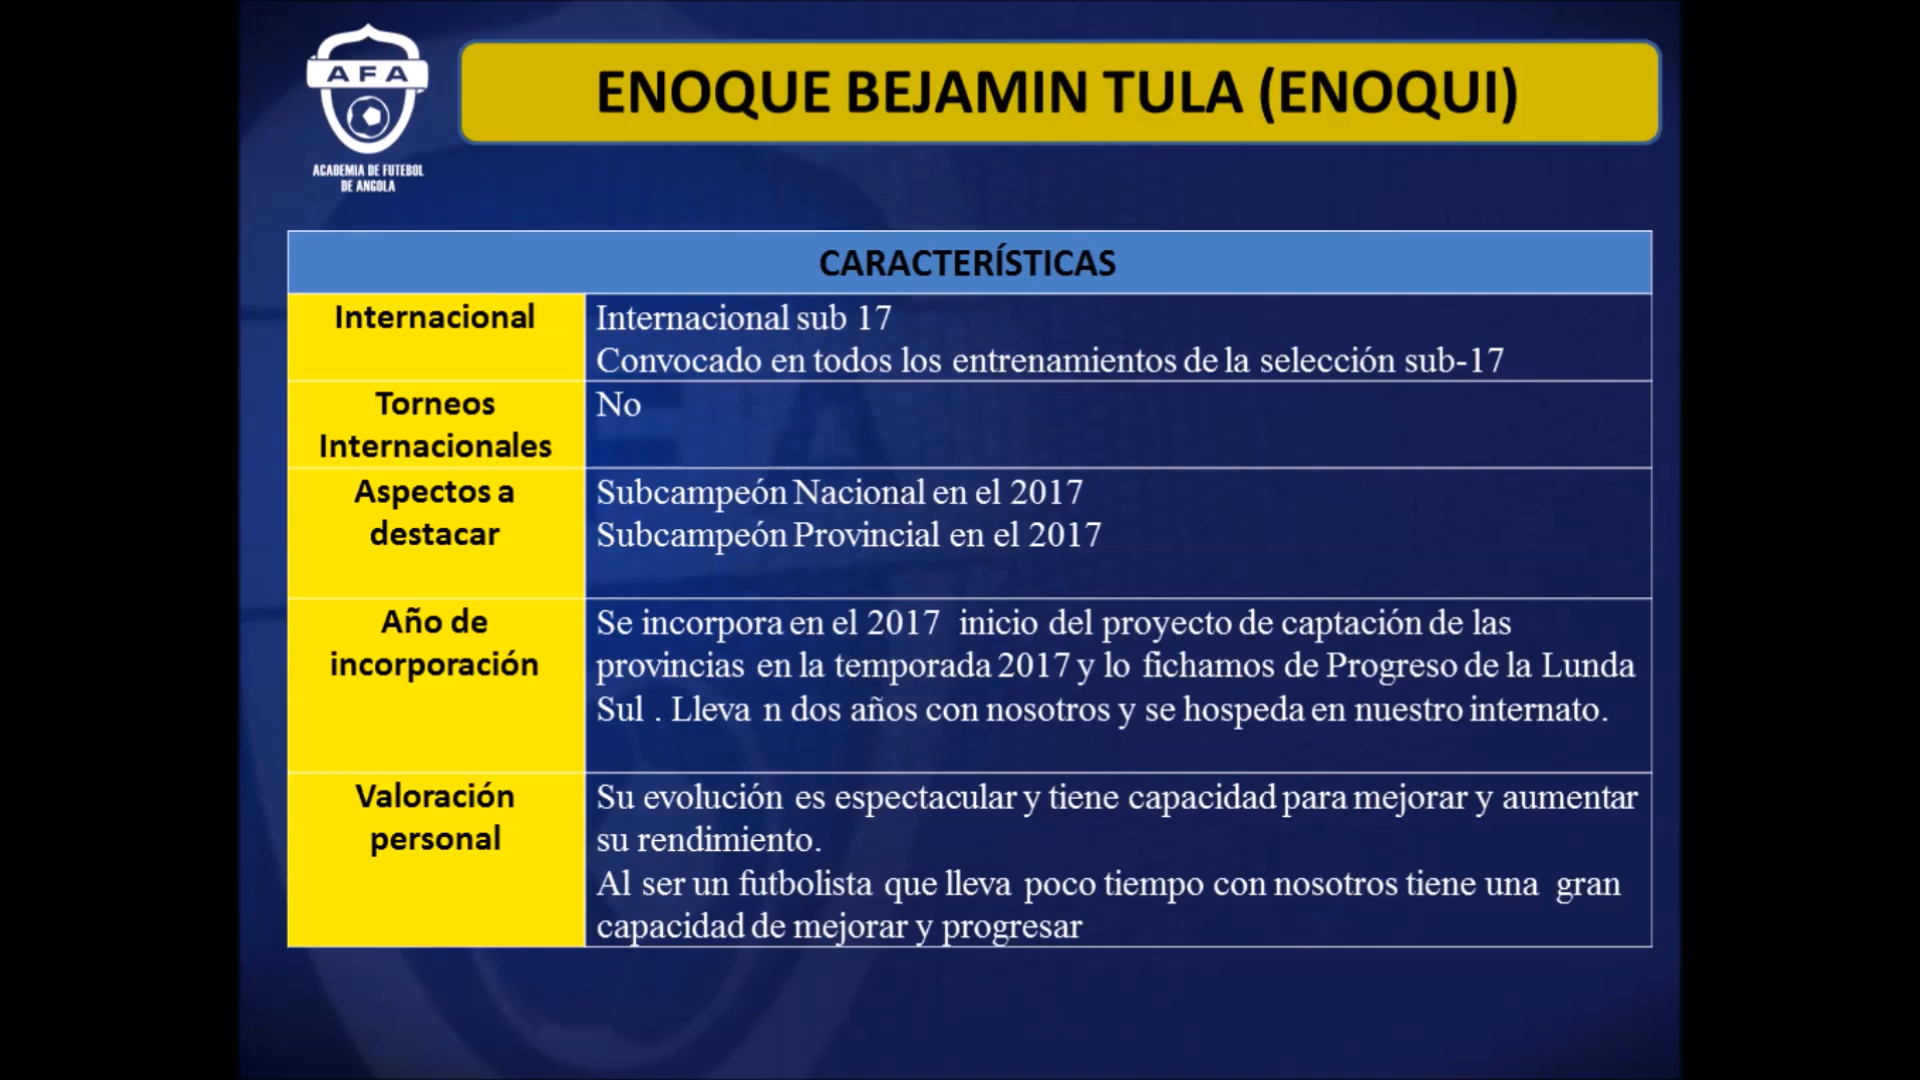 AFA
ACADEMIA DE FUTEBOL
DE ANGOLA
ENOQUE BEJAMIN TULA (ENOQUI)
CARACTERÍSTICAS
Internacional
Internacional sub 17
Convocado en todos los entrenamientos de la selección sub-17
Torneos
Internacionales
No
Aspectos a
destacar
Subcampeón Nacional en el 2017
Subcampeón Provincial en el 2017
Año de
incorporación
Se incorpora en el 2017 inicio del proyecto de captación de las
provincias en la temporada 2017 y lo fichamos de Progreso de la Lunda
Sul . Lleva n dos años con nosotros y se hospeda en nuestro internato.
Valoración
personal
Su evolución es espectacular y tiene capacidad para mejorar y aumentar
su rendimiento.
Al ser un futbolista que lleva poco tiempo con nosotros tiene una gran
capacidad de mejorar y progresar